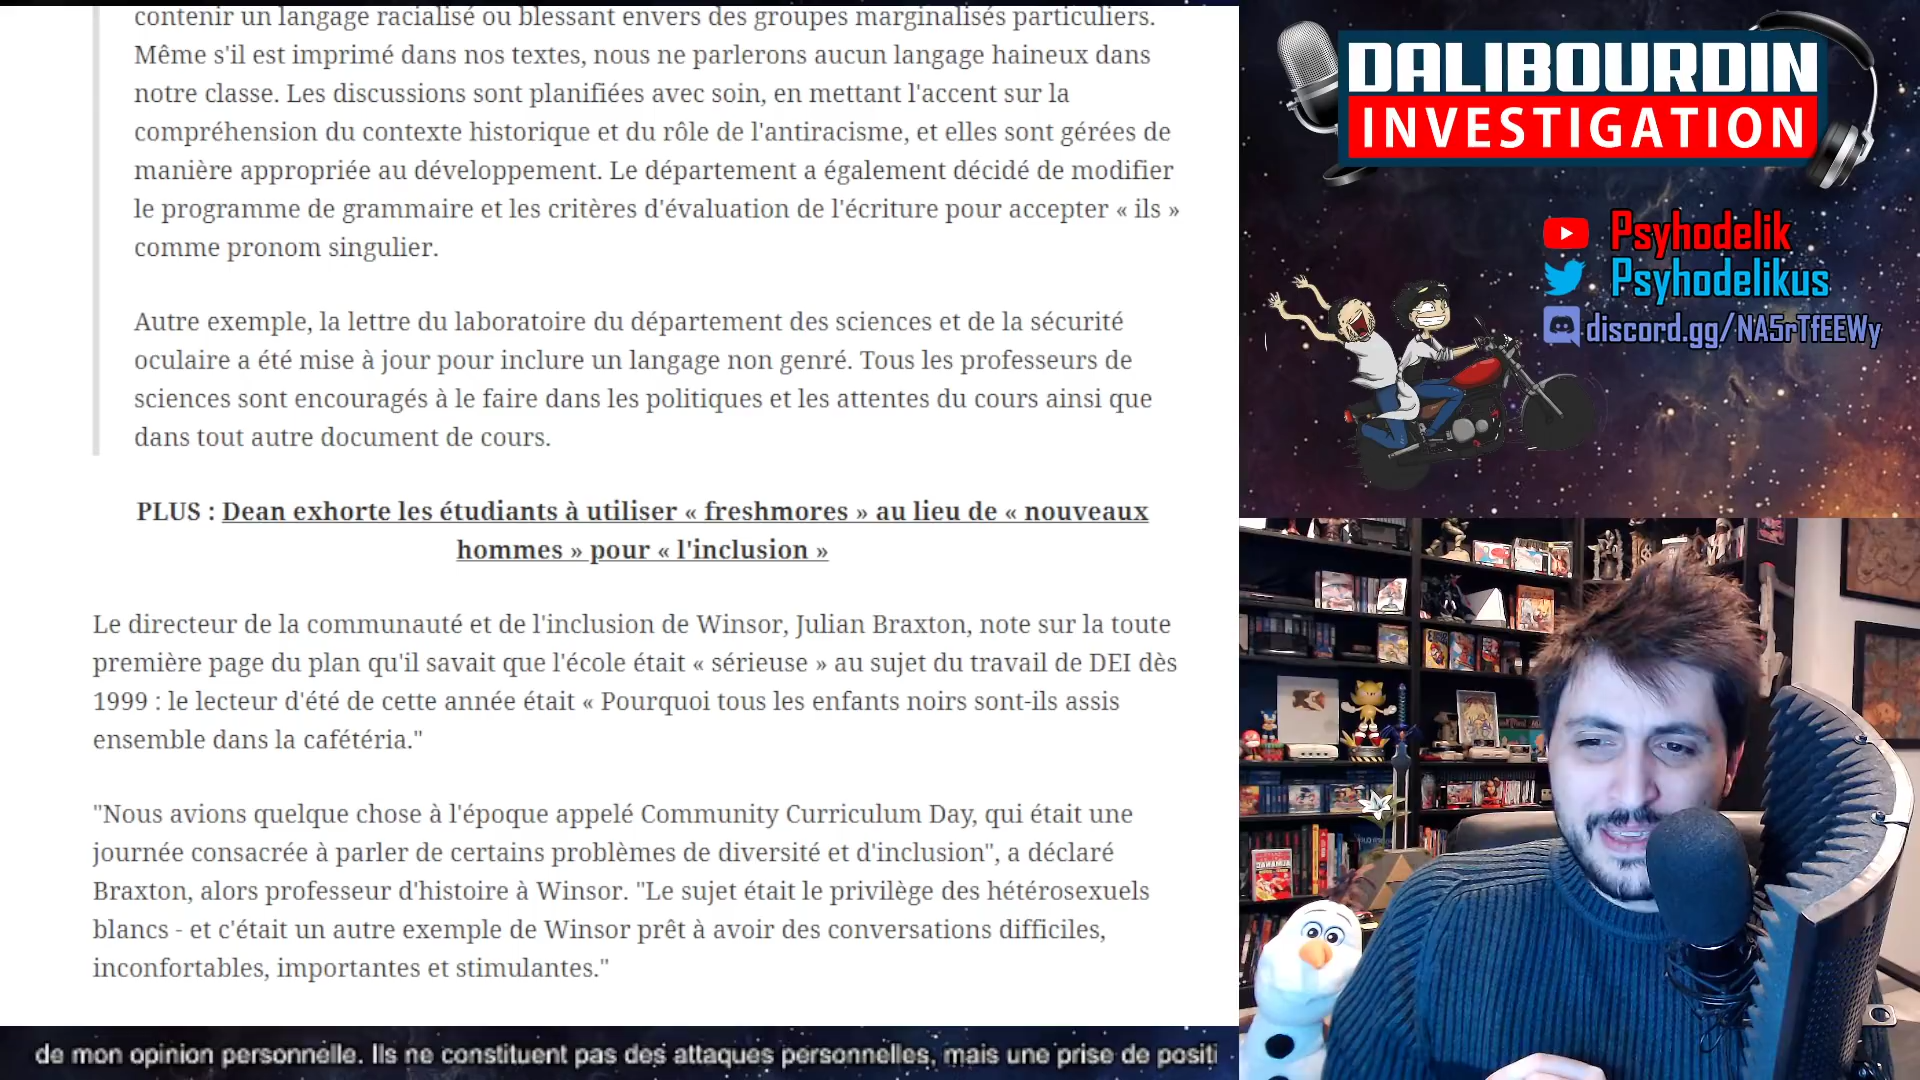 contenir un langage racialisé ou blessant envers des groupes marginalisés particuliers.
Même s'il est imprimé dans nos textes, nous ne parlerons aucun langage haineux dans
notre classe. Les discussions sont planifiées avec soin, en mettant l'accent sur la
compréhension du contexte historique et du rôle de l'antiracisme, et elles sont gérées de
manière appropriée au développement. Le département a également décidé de modifier
le programme de grammaire et les critères d'évaluation de l'écriture pour accepter « ils »
comme pronom singulier.
Autre exemple, la lettre du laboratoire du département des sciences et de la sécurité
oculaire a été mise à jour pour inclure un langage non genré. Tous les professeurs de
sciences sont encouragés à le faire dans les politiques et les attentes du cours ainsi que
dans tout autre document de cours.
PLUS : Dean exhorte les étudiants à utiliser « freshmores » au lieu de « nouveaux
hommes » pour « l'inclusion »
Le directeur de la communauté et de l'inclusion de Winsor, Julian Braxton, note sur la toute
première page du plan qu'il savait que l'école était « sérieuse » au sujet du travail de DEI dès
1999 : le lecteur d'été de cette année était « Pourquoi tous les enfants noirs sont-ils assis
ensemble dans la cafétéria."
"Nous avions quelque chose à l'époque appelé Community Curriculum Day, qui était une
journée consacrée à parler de certains problèmes de diversité et d'inclusion", a déclaré
Braxton, alors professeur d'histoire à Winsor. "Le sujet était le privilège des hétérosexuels
blancs - et c'était un autre exemple de Winsor prêt à avoir des conversations difficiles,
inconfortables, importantes et stimulantes."
de mon opinion personnelle. Ils ne constituent pas des attaques personnelles, mais une prise de positi
DALIBOURDIN
INVESTIGATION
Psyhodelik
Psyhodelikus
discord.gg/NA5rTfEEWy